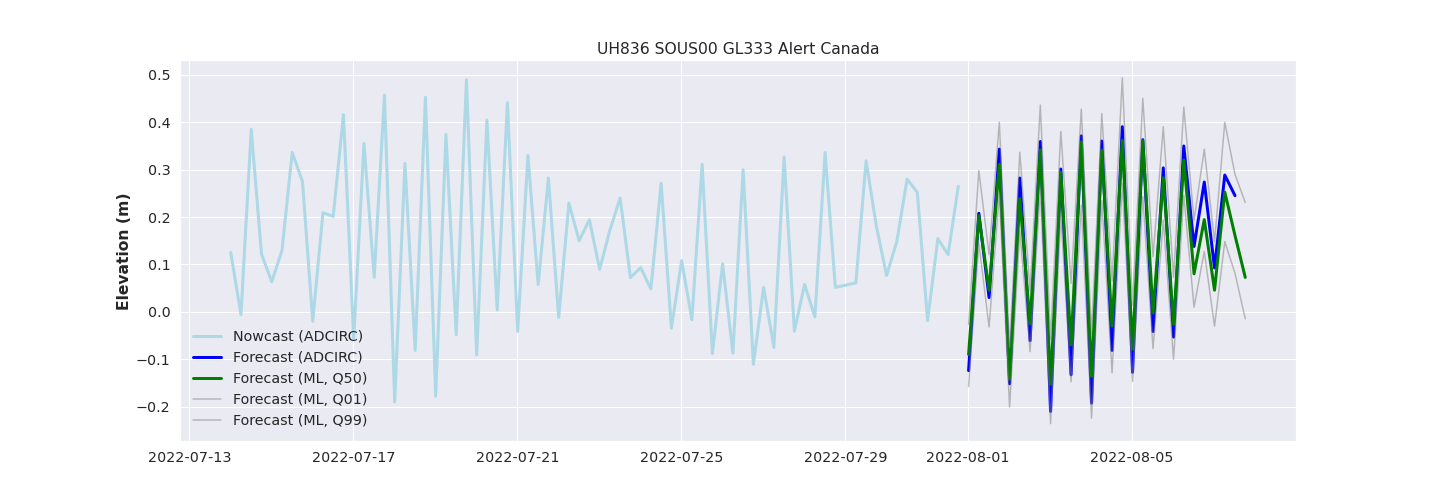 UH836 SOUS00 GL333 Alert Canada
0.5
0.4
0.3
0.2
0.1
0.0
−0.1
−0.2
Elevation (m)
Nowcast (ADCIRC)
Forecast (ADCIRC)
Forecast (ML, Q50)
Forecast (ML, Q01)
Forecast (ML, Q99)
2022-07-13 2022-07-17 2022-07-21 2022-07-25 2022-07-29 2022-08-01 2022-08-05